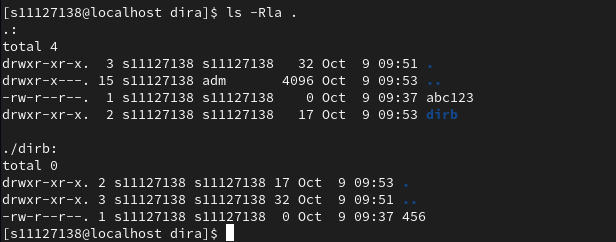 [s11127138@localhost dira]$ ls -Rla .
.:
total 4
drwxr-xr-x.  3 s11127138 s11127138   32 Oct  9 09:51 .
drwxr-x---. 15 s11127138 adm       4096 Oct  9 09:53 ..
-rw-r--r--.  1 s11127138 s11127138    0 Oct  9 09:37 abc123
drwxr-xr-x.  2 s11127138 s11127138   17 Oct  9 09:53 dirb

./dirb:
total 0
drwxr-xr-x. 2 s11127138 s11127138 17 Oct  9 09:53 .
drwxr-xr-x. 3 s11127138 s11127138 32 Oct  9 09:51 ..
-rw-r--r--. 1 s11127138 s11127138  0 Oct  9 09:37 456
[s11127138@localhost dira]$